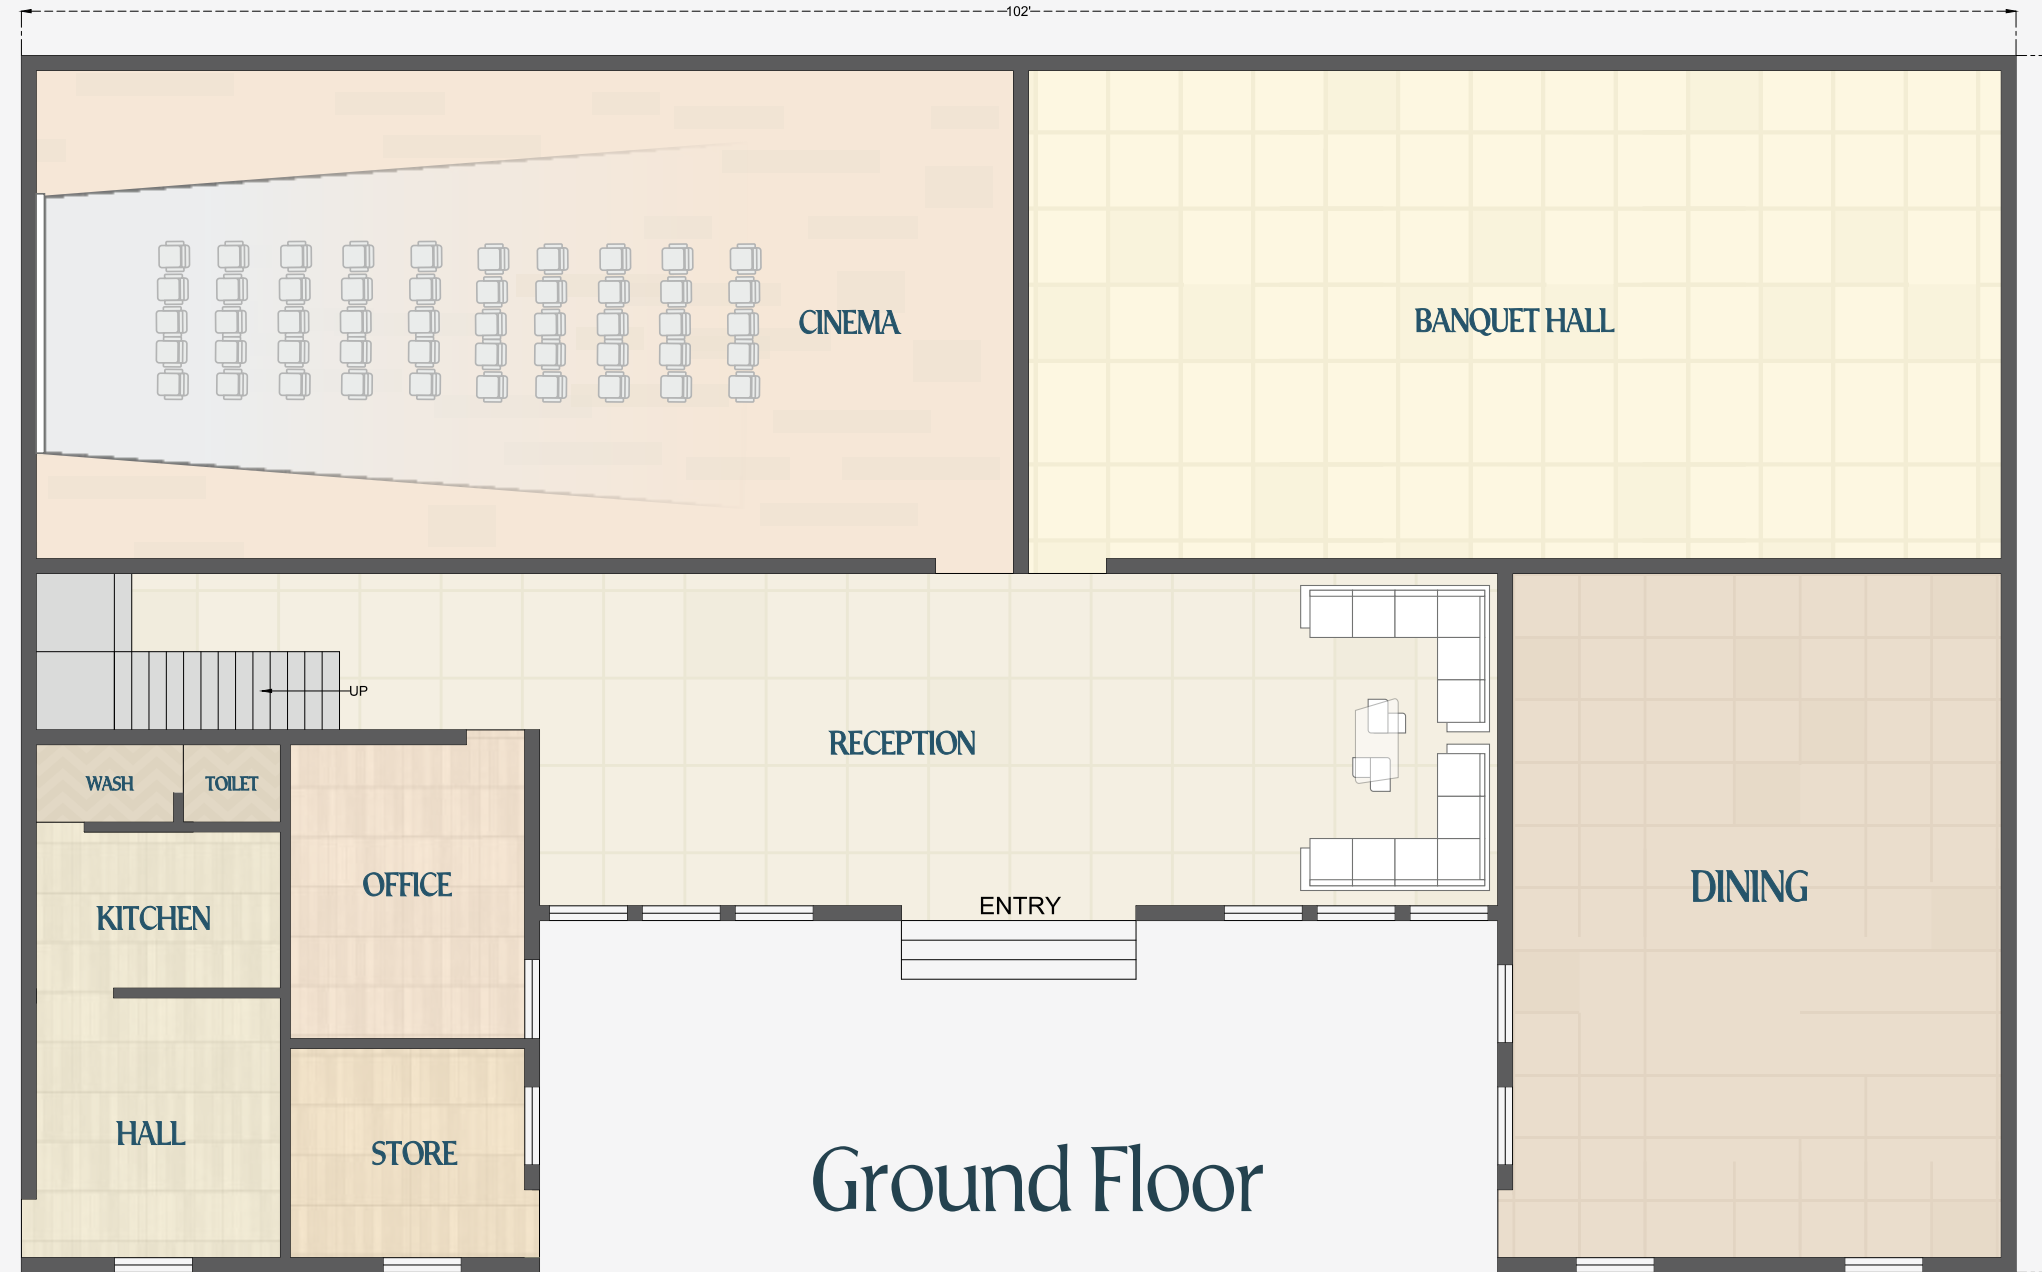 102'
CINEMA
BANQUET HALL
UP
RECEPTION
WASH
TOILET
OFFICE
DINING
ENTRY
KITCHEN
HALL
STORE
Ground Floor